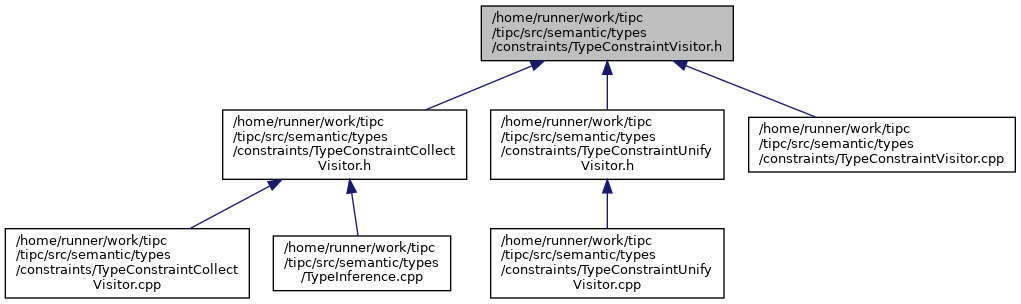 /home/runner/work/tipc
/tipc/src/semantic/types
/constraints/TypeConstraintVisitor.h
/home/runner/work/tipc
/tipc/src/semantic/types
/constraints/TypeConstraintCollect
Visitor.h
/home/runner/work/tipc
/tipc/src/semantic/types
/constraints/TypeConstraintUnify
Visitor.h
/home/runner/work/tipc
/tipc/src/semantic/types
/constraints/TypeConstraintVisitor.cpp
/home/runner/work/tipc
/tipc/src/semantic/types
/constraints/TypeConstraintCollect
Visitor.cpp
/home/runner/work/tipc
/tipc/src/semantic/types
/TypeInference.cpp
/home/runner/work/tipc
/tipc/src/semantic/types
/constraints/TypeConstraintUnify
Visitor.cpp